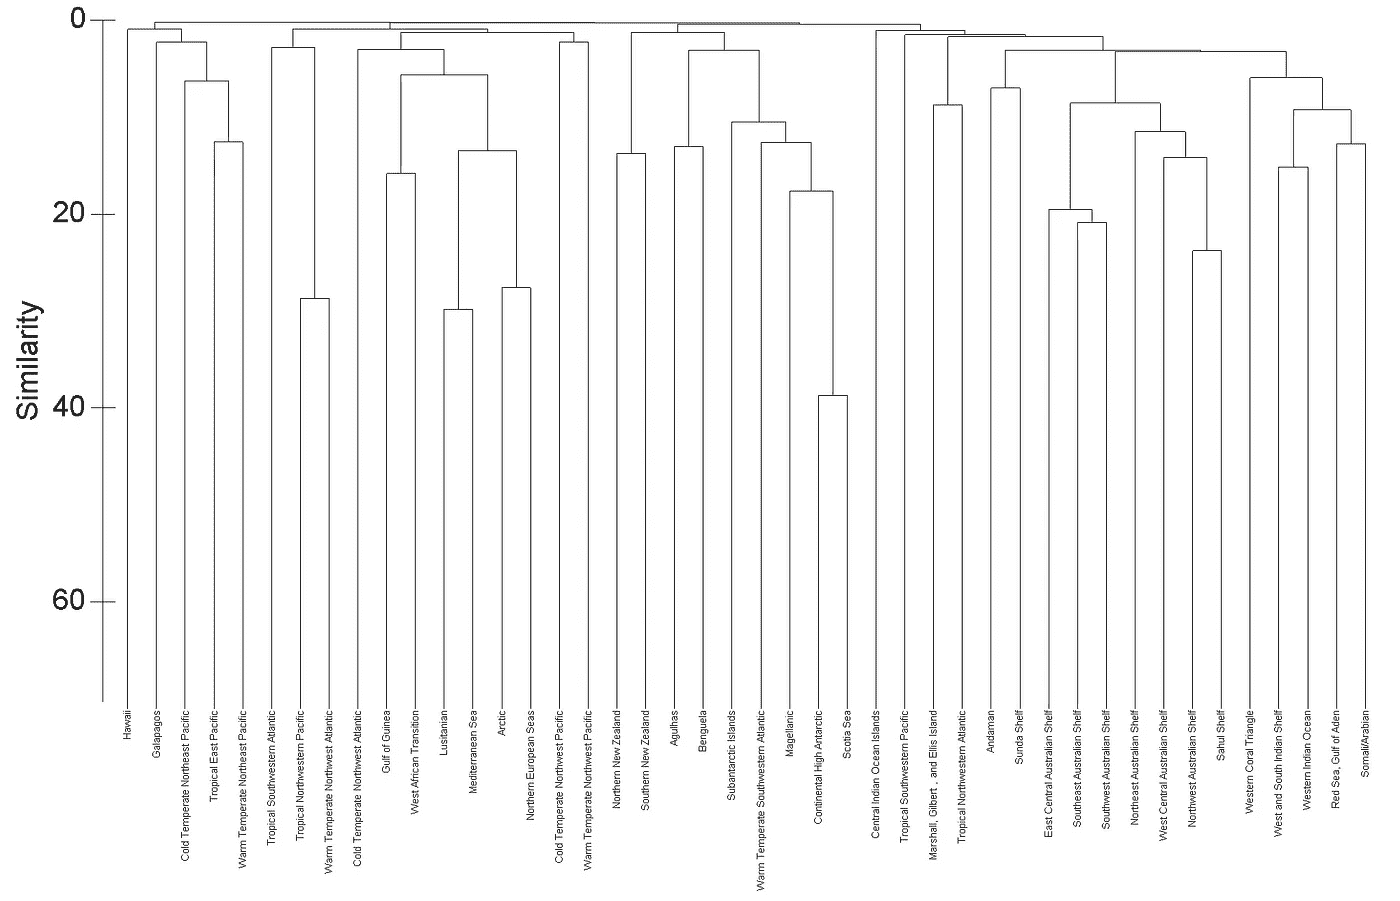 0
20
40
60
Similarity
Hawaii
Galapagos
Cold Temperate Northeast Pacific
Tropical East Pacific
Warm Temperate Northeast Pacific
Tropical Southwestern Atlantic
Tropical Northwestern Pacific
Warm Temperate Northwest Atlantic
Cold Temperate Northwest Atlantic
Gulf of Guinea
West African Transition
Lusitanian
Mediterranean Sea
Arctic
Northern European Seas
Cold Temperate Northwest Pacific
Warm Temperate Northwest Pacific
Northern New Zealand
Southern New Zealand
Agulhas
Benguela
Subantarctic Islands
Warm Temperate Southwestern Atlantic
Magellanic
Continental High Antarctic
Scotia Sea
Central Indian Ocean Islands
Tropical Southwestern Pacific
Marshall, Gilbert , and Ellis Island
Tropical Northwestern Atlantic
Andaman
Sunda Shelf
East Central Australian Shelf
Southeast Australian Shelf
Southwest Australian Shelf
Northeast Australian Shelf
West Central Australian Shelf
Northwest Australian Shelf
Sahul Shelf
Western Coral Triangle
West and South Indian Shelf
Western Indian Ocean
Red Sea, Gulf of Aden
Somali/Arabian